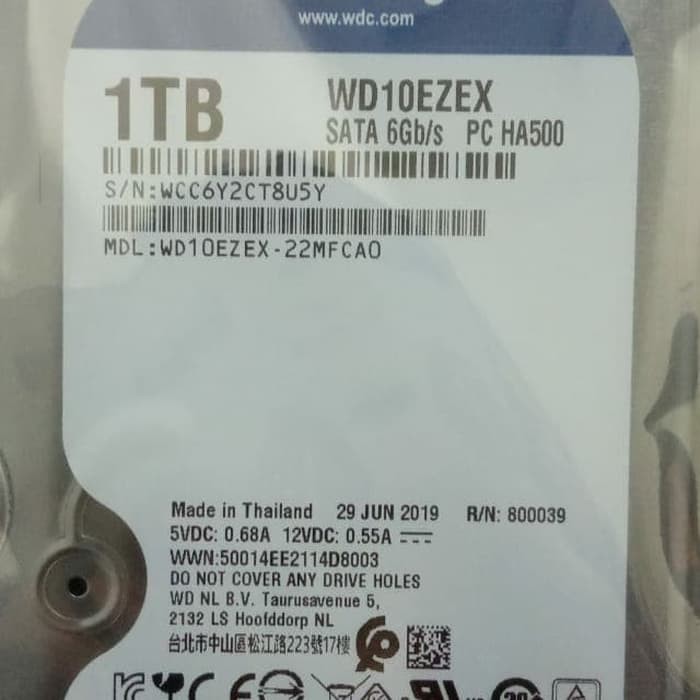 www.wdc.com
1TB
WD10EZEX
SATA 6Gb/s PC HA500
S/N:WCC6Y2CT8U5Y
MDL:WD10EZEX-22MFCA0
Made in Thailand 29 JUN 2019 R/N: 800039
5VDC: 0.68A 12VDC: 0.55A
WWN:50014EE2114D8003
DO NOT COVER ANY DRIVE HOLES
WD NL B.V. Taurusavenue 5,
2132 LS Hoofddorp NL
台北市中山區松江路223號17樓